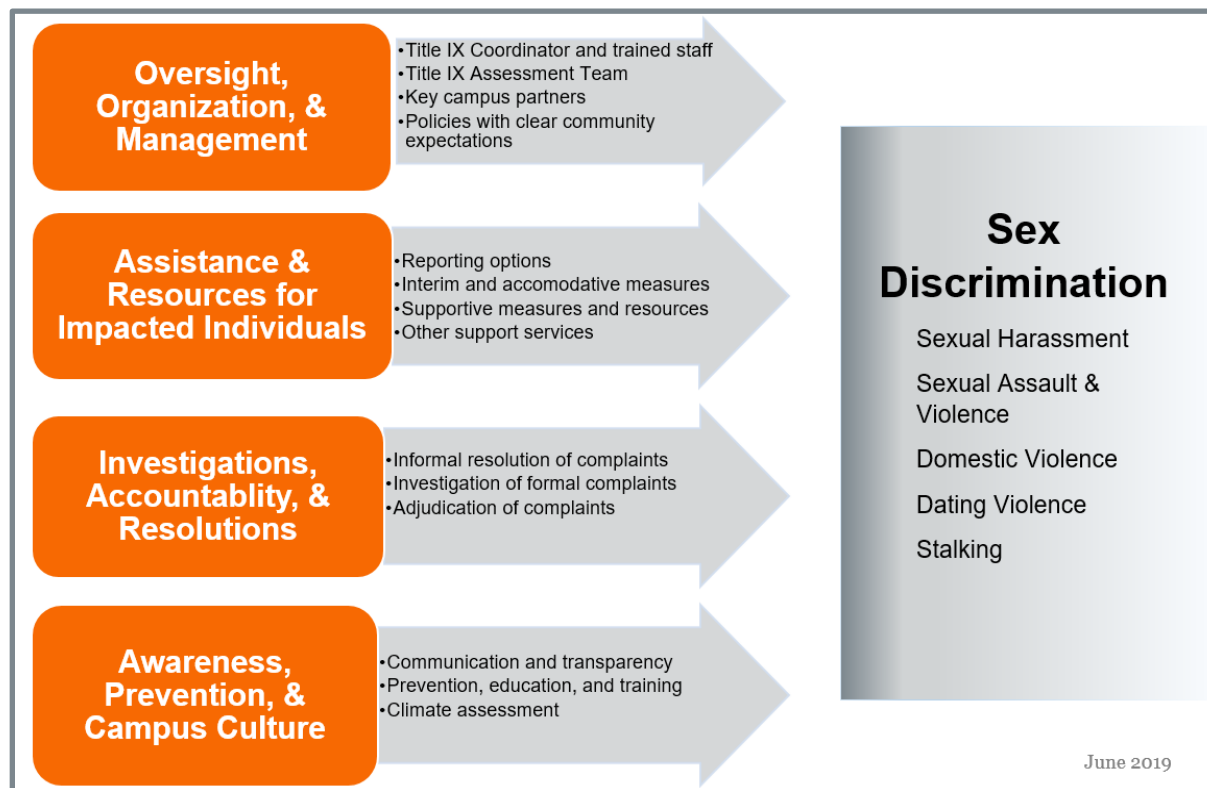 Oversight,
Organization, &
Management
•Title IX Coordinator and trained staff
•Title IX Assessment Team
•Key campus partners
•Policies with clear community
expectations
Assistance &
Resources for
Impacted Individuals
•Reporting options
•Interim and accomodative measures
•Supportive measures and resources
•Other support services
Investigations,
Accountablity, &
Resolutions
•Informal resolution of complaints
•Investigation of formal complaints
•Adjudication of complaints
Awareness,
Prevention, &
Campus Culture
•Communication and transparency
•Prevention, education, and training
•Climate assessment
Sex
Discrimination
Sexual Harassment
Sexual Assault &
Violence
Domestic Violence
Dating Violence
Stalking
June 2019